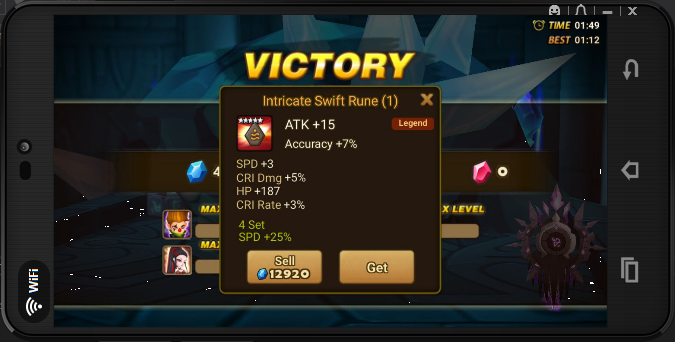 TIME 01:49
BEST 01:12
VICTORY
Intricate Swift Rune (1)
ATK +15
Legend
Accuracy +7%
SPD +3
CRI Dmg +5%
HP +187
CRI Rate +3%
4 Set
SPD +25%
Sell
12920
Get
4
0
MAX
X LEVEL
MAX
WiFi